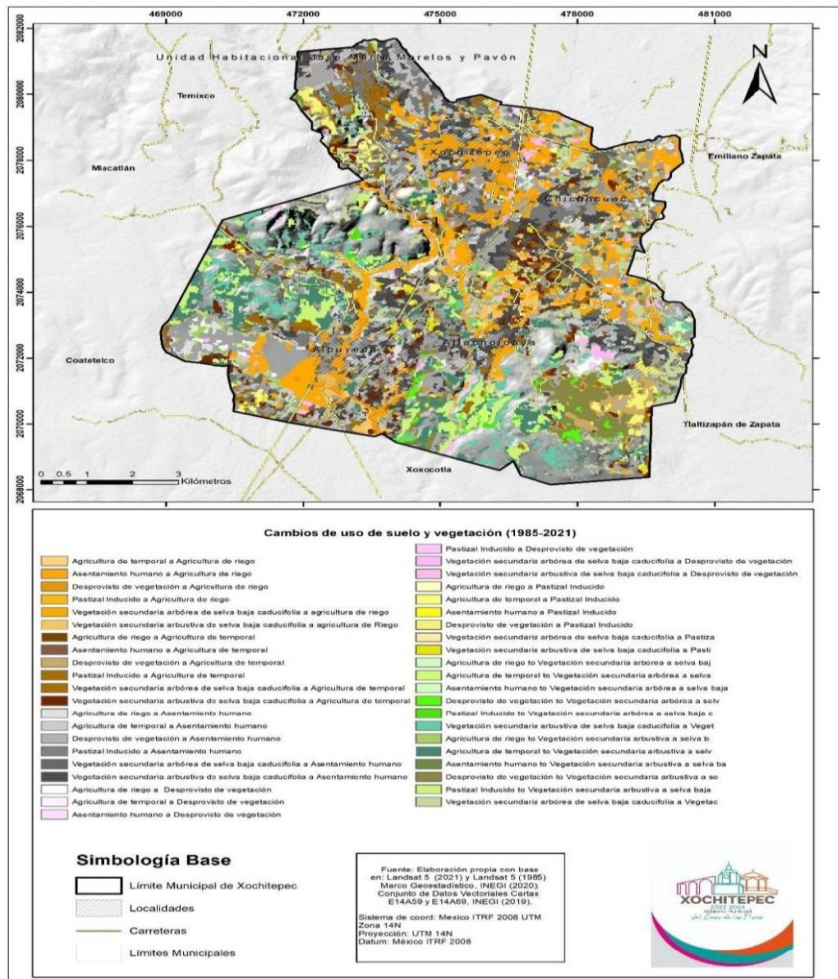 469000 472000 475000 478000 481000
2082000
Unidad Habitacional José María Morelos y Pavón
N
Temixco
2080000
Xochitepec
2078000
Emiliano Zapata
Miacatlán
Chiconcuac
2076000
2074000
Alpuyeca
Atlacholoaya
2072000
Coatetelco
2070000
Tlaltizapán de Zapata
Xoxocotla
0 0.5 1 2 3
Kilómetros
2068000
469000 472000 475000 478000 481000
Cambios de uso de suelo y vegetación (1985-2021)
Agricultura de temporal a Agricultura de riego
Asentamiento humano a Agricultura de riego
Desprovisto de vegetación a Agricultura de riego
Pastizal Inducido a Agricultura de riego
Vegetación secundaria arbórea de selva baja caducifolia a agricultura de riego
Vegetación secundaria arbustiva de selva baja caducifolia a agricultura de Riego
Agricultura de riego a Agricultura de temporal
Asentamiento humano a Agricultura de temporal
Desprovisto de vegetación a Agricultura de temporal
Pastizal Inducido a Agricultura de temporal
Vegetación secundaria arbórea de selva baja caducifolia a Agricultura de temporal
Vegetación secundaria arbustiva de selva baja caducifolia a Agricultura de temporal
Agricultura de riego a Asentamiento humano
Agricultura de temporal a Asentamiento humano
Desprovisto de vegetación a Asentamiento humano
Pastizal Inducido a Asentamiento humano
Vegetación secundaria arbórea de selva baja caducifolia a Asentamiento humano
Vegetación secundaria arbustiva de selva baja caducifolia a Asentamiento humano
Agricultura de riego a Desprovisto de vegetación
Agricultura de temporal a Desprovisto de vegetación
Asentamiento humano a Desprovisto de vegetación
Pastizal Inducido a Desprovisto de vegetación
Vegetación secundaria arbórea de selva baja caducifolia a Desprovisto de vegetación
Vegetación secundaria arbustiva de selva baja caducifolia a Desprovisto de vegetación
Agricultura de riego a Pastizal Inducido
Agricultura de temporal a Pastizal Inducido
Asentamiento humano a Pastizal Inducido
Desprovisto de vegetación a Pastizal Inducido
Vegetación secundaria arbórea de selva baja caducifolia a Pastiza
Vegetación secundaria arbustiva de selva baja caducifolia a Pasti
Agricultura de riego to Vegetación secundaria arbórea a selva baj
Agricultura de temporal to Vegetación secundaria arbórea a selva
Asentamiento humano to Vegetación secundaria arbórea a selva baja
Desprovisto de vegetación to Vegetación secundaria arbórea a selv
Pastizal Inducido to Vegetación secundaria arbórea a selva baja c
Vegetación secundaria arbustiva de selva baja caducifolia a Veget
Agricultura de riego to Vegetación secundaria arbustiva a selva b
Agricultura de temporal to Vegetación secundaria arbustiva a selv
Asentamiento humano to Vegetación secundaria arbustiva a selva ba
Desprovisto de vegetación to Vegetación secundaria arbustiva a se
Pastizal Inducido to Vegetación secundaria arbustiva a selva baja
Vegetación secundaria arbórea de selva baja caducifolia a Vegetac
Simbología Base
Límite Municipal de Xochitepec
Localidades
Carreteras
Límites Municipales
Fuente: Elaboración propia con base
en: Landsat 5 (2021) y Landsat 5 (1985)
Marco Geoestadístico, INEGI (2020);
Conjunto de Datos Vectoriales Cartas
E14A59 y E14A69, INEGI (2019).
Sistema de coord: Mexico ITRF 2008 UTM
Zona 14N
Proyección: UTM 14N
Datum: México ITRF 2008
XOCHITEPEC